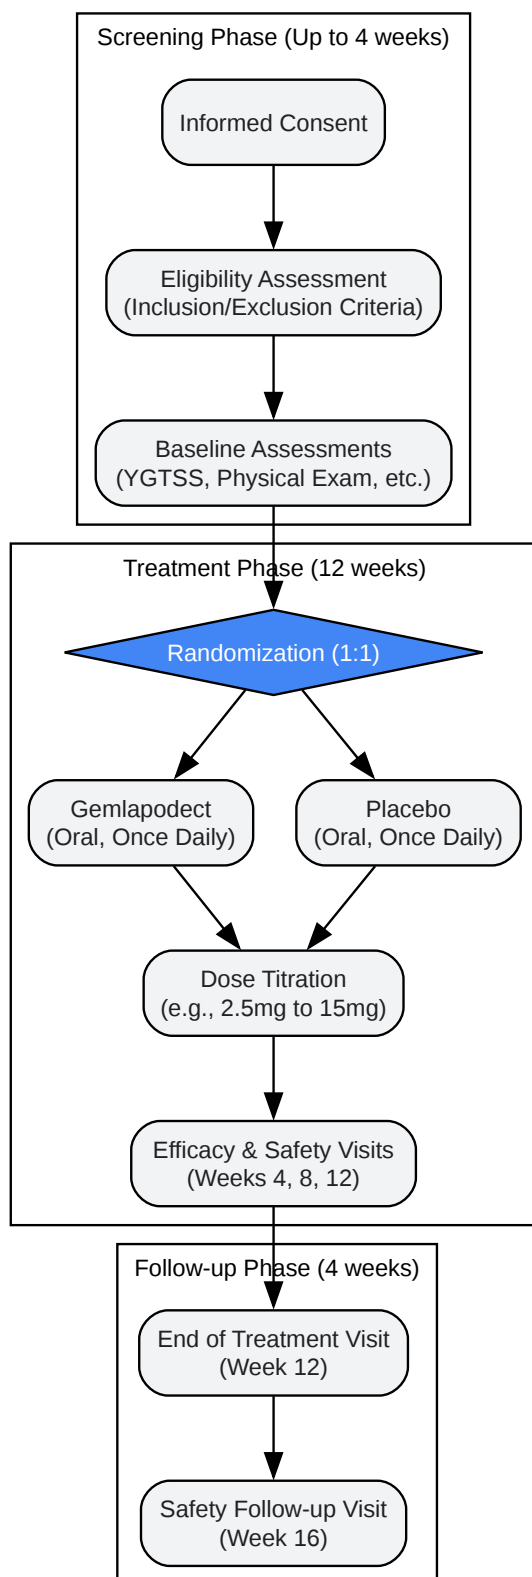 Screening Phase (Up to 4 weeks)
Informed Consent
Eligibility Assessment
(Inclusion/Exclusion Criteria)
Baseline Assessments
(YGTSS, Physical Exam, etc.)
Treatment Phase (12 weeks)
Randomization (1:1)
Gemlapodect
(Oral, Once Daily)
Placebo
(Oral, Once Daily)
Dose Titration
(e.g., 2.5mg to 15mg)
Efficacy & Safety Visits
(Weeks 4, 8, 12)
Follow-up Phase (4 weeks)
End of Treatment Visit
(Week 12)
Safety Follow-up Visit
(Week 16)